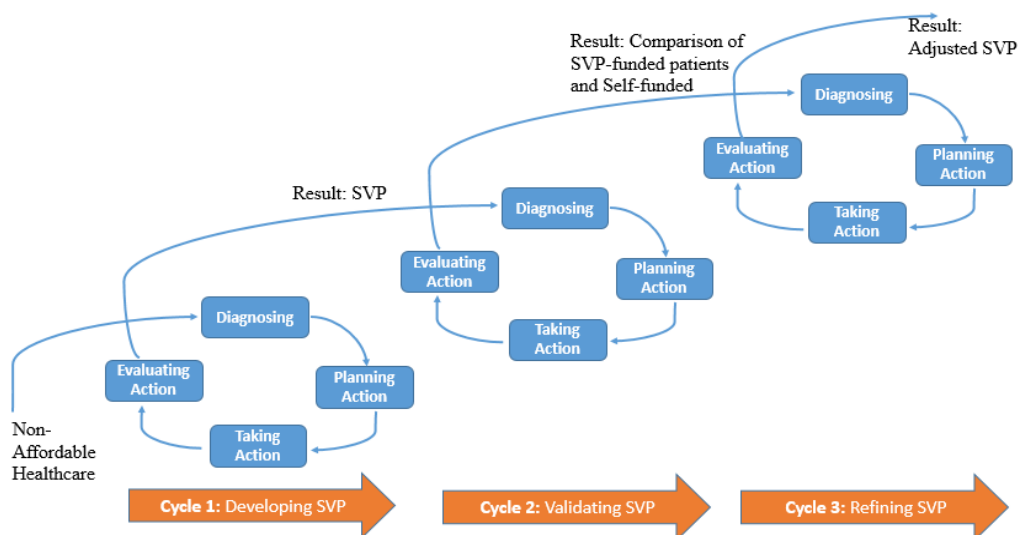 Result:
Adjusted SVP
Result: Comparison of
SVP-funded patients
and Self-funded
Diagnosing
Evaluating
Action
Planning
Action
Taking
Action
Result: SVP
Diagnosing
Evaluating
Action
Planning
Action
Taking
Action
Diagnosing
Evaluating
Action
Planning
Action
Taking
Action
Non-
Affordable
Healthcare
Cycle 1: Developing SVP
Cycle 2: Validating SVP
Cycle 3: Refining SVP